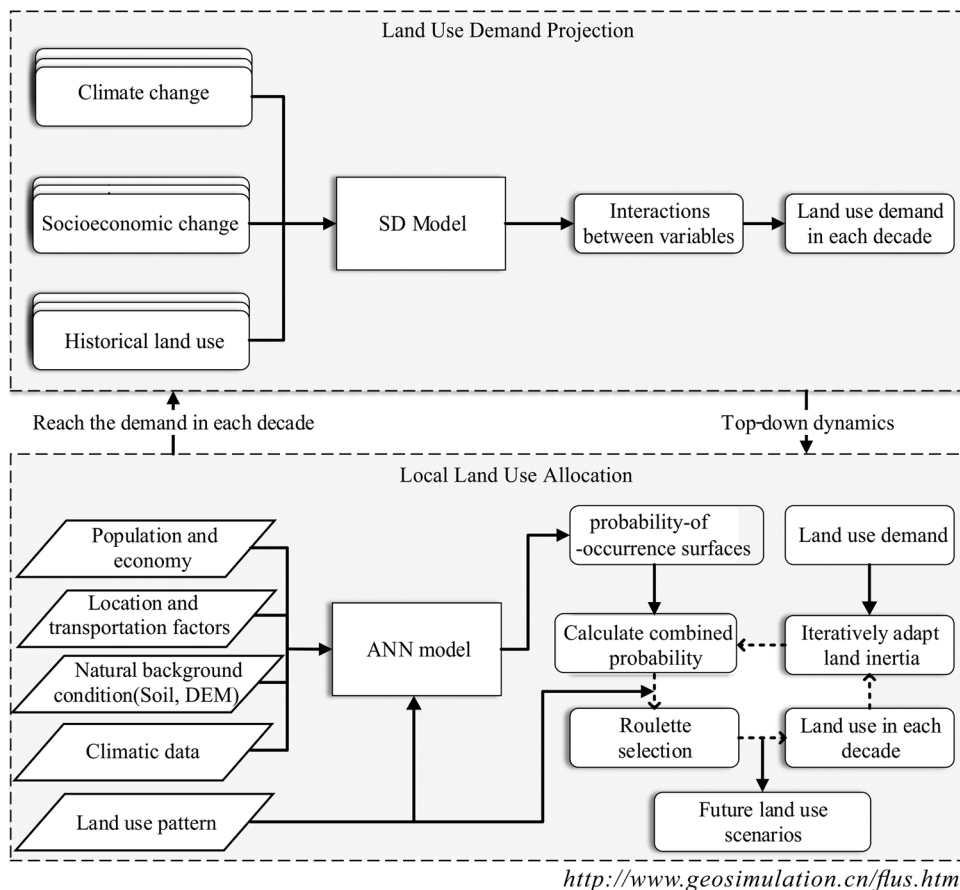 Land Use Demand Projection
Climate change
Socioeconomic change
Historical land use
SD Model
Interactions
between variables
Land use demand
in each decade
Reach the demand in each decade
Top-down dynamics
Local Land Use Allocation
Population and
economy
Location and
transportation factors
Natural background
condition(Soil, DEM)
Climatic data
Land use pattern
ANN model
probability-of
-occurrence surfaces
Calculate combined
probability
Roulette
selection
Land use demand
Iteratively adapt
land inertia
Land use in each
decade
Future land use
scenarios
http://www.geosimulation.cn/flus.htm